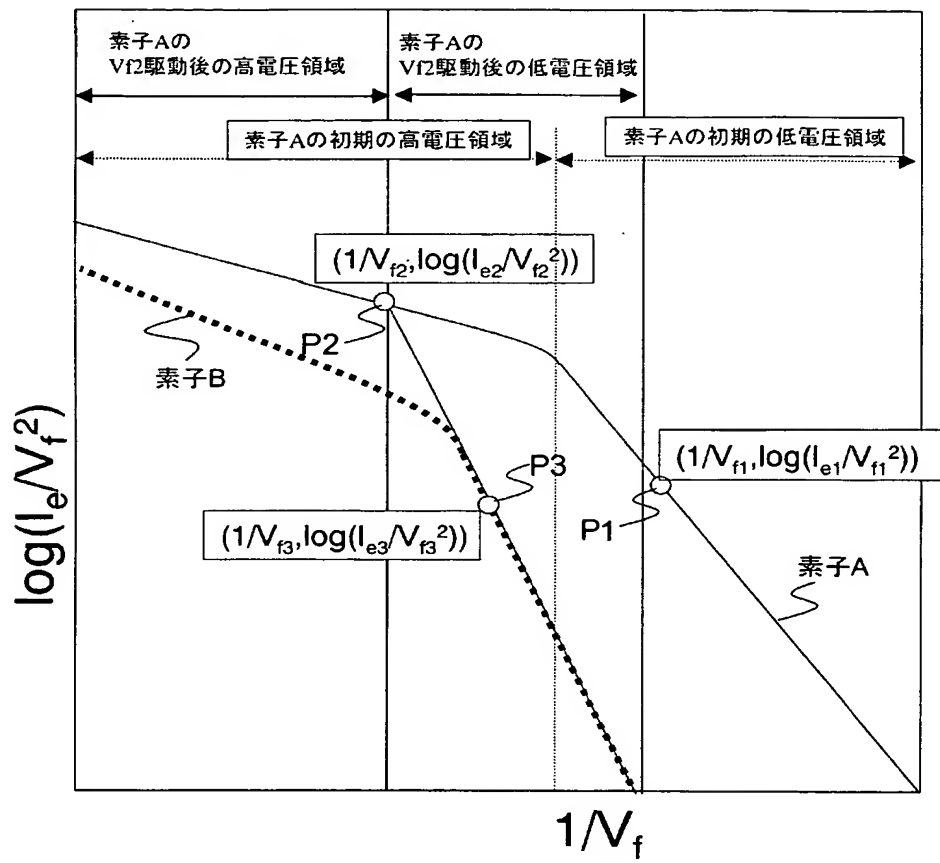 素子Aの
Vf2駆動後の高電圧領域
素子Aの
Vf2駆動後の低電圧領域
素子Aの初期の高電圧領域
素子Aの初期の低電圧領域
(1/Vf2,log(Ie2/Vf2²))
P2
素子B
P3
(1/Vf1,log(Ie1/Vf1²))
(1/Vf3,log(Ie3/Vf3²))
P1
素子A
log(Ie/Vf²)
1/Vf